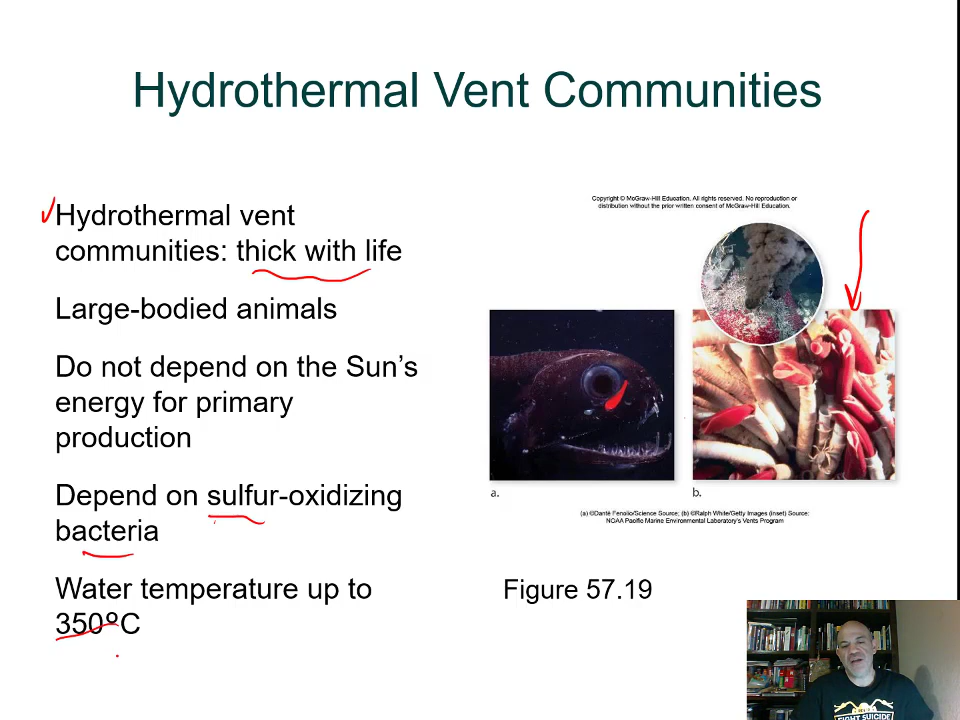 Hydrothermal Vent Communities
Hydrothermal vent
communities: thick with life
Large-bodied animals
Do not depend on the Sun’s
energy for primary
production
Depend on sulfur-oxidizing
bacteria
Water temperature up to
350ºC
Copyright © McGraw-Hill Education. All rights reserved. No reproduction or
distribution without the prior written consent of McGraw-Hill Education.
a.
b.
(a) ©Danté Fenolio/Science Source; (b) ©Ralph White/Getty Images (inset) Source:
NOAA Pacific Marine Environmental Laboratory's Vents Program
Figure 57.19
FIGHT SUICIDE